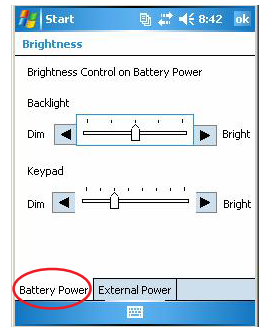 Start 8:42 ok
Brightness
Brightness Control on Battery Power
Backlight
Dim Bright
Keypad
Dim Bright
Battery Power External Power